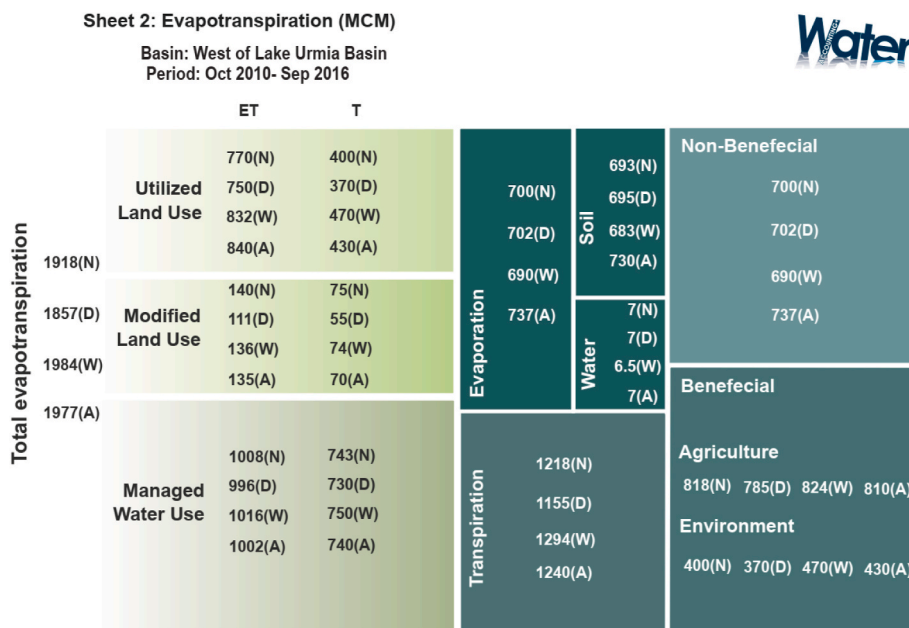 Sheet 2: Evapotranspiration (MCM)
Basin: West of Lake Urmia Basin
Period: Oct 2010- Sep 2016
Water
ACCOUNTING+
ET T
Total evapotranspiration
1918(N)
1857(D)
1984(W)
1977(A)
Utilized
Land Use
770(N) 400(N)
750(D) 370(D)
832(W) 470(W)
840(A) 430(A)
Modified
Land Use
140(N) 75(N)
111(D) 55(D)
136(W) 74(W)
135(A) 70(A)
Managed
Water Use
1008(N) 743(N)
996(D) 730(D)
1016(W) 750(W)
1002(A) 740(A)
Evaporation
700(N)
702(D)
690(W)
737(A)
Soil
693(N)
695(D)
683(W)
730(A)
Water
7(N)
7(D)
6.5(W)
7(A)
Transpiration
1218(N)
1155(D)
1294(W)
1240(A)
Non-Benefecial
700(N)
702(D)
690(W)
737(A)
Benefecial
Agriculture
818(N) 785(D) 824(W) 810(A)
Environment
400(N) 370(D) 470(W) 430(A)